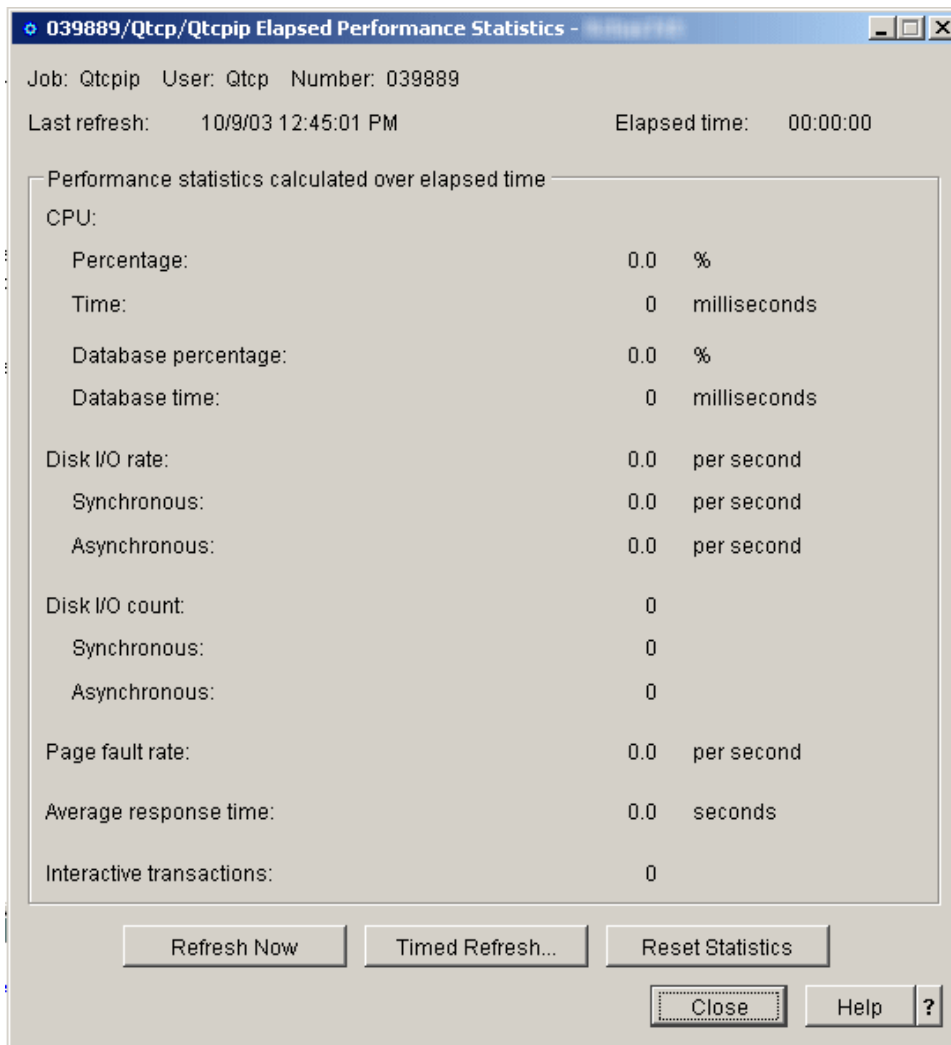 039889/Qtcp/Qtcpip Elapsed Performance Statistics -
Job: Qtcpip User: Qtcp Number: 039889
Last refresh: 10/9/03 12:45:01 PM Elapsed time: 00:00:00
Performance statistics calculated over elapsed time
CPU:
Percentage: 0.0 %
Time: 0 milliseconds
Database percentage: 0.0 %
Database time: 0 milliseconds
Disk I/O rate: 0.0 per second
Synchronous: 0.0 per second
Asynchronous: 0.0 per second
Disk I/O count: 0
Synchronous: 0
Asynchronous: 0
Page fault rate: 0.0 per second
Average response time: 0.0 seconds
Interactive transactions: 0
Refresh Now Timed Refresh... Reset Statistics
Close Help ?